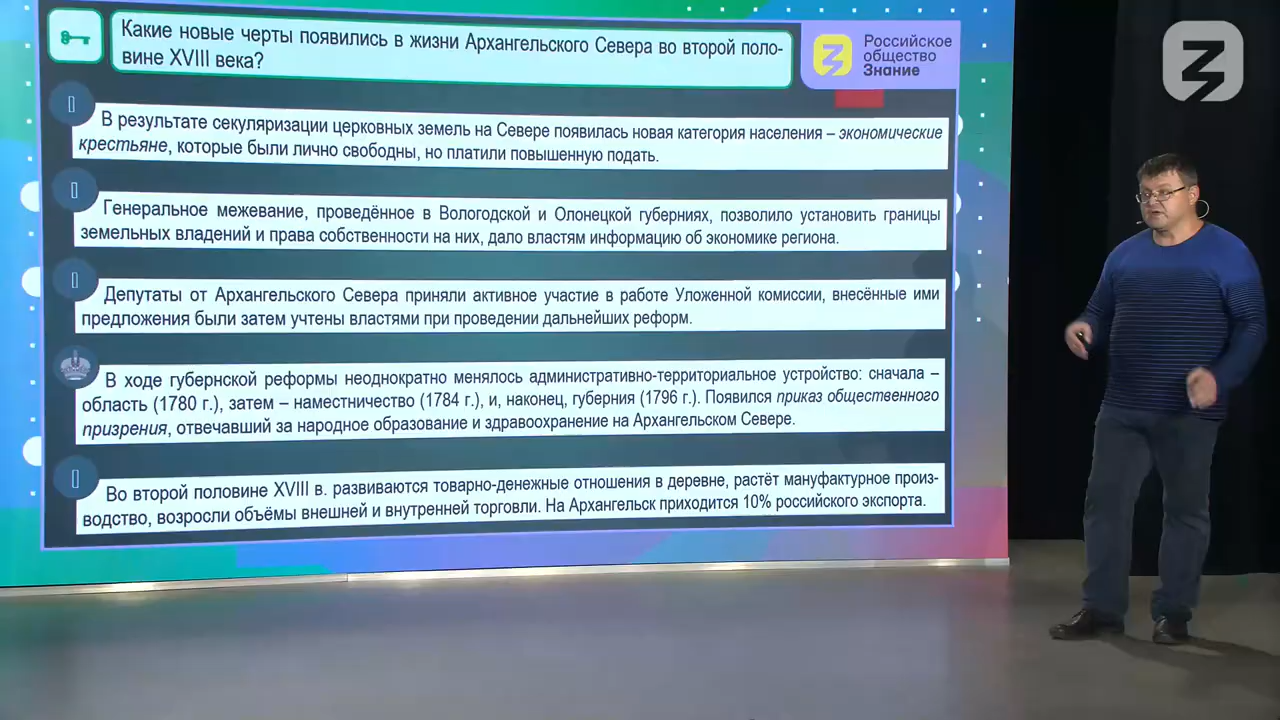 Какие новые черты появились в жизни Архангельского Севера во второй поло-
вине XVIII века?
Российское
общество
Знание
В результате секуляризации церковных земель на Севере появилась новая категория населения – экономические
крестьяне, которые были лично свободны, но платили повышенную подать.
Генеральное межевание, проведённое в Вологодской и Олонецкой губерниях, позволило установить границы
земельных владений и права собственности на них, дало властям информацию об экономике региона.
Депутаты от Архангельского Севера приняли активное участие в работе Уложенной комиссии, внесённые ими
предложения были затем учтены властями при проведении дальнейших реформ.
В ходе губернской реформы неоднократно менялось административно-территориальное устройство: сначала –
область (1780 г.), затем – наместничество (1784 г.), и, наконец, губерния (1796 г.). Появился приказ общественного
призрения, отвечавший за народное образование и здравоохранение на Архангельском Севере.
Во второй половине XVIII в. развиваются товарно-денежные отношения в деревне, растёт мануфактурное произ-
водство, возросли объёмы внешней и внутренней торговли. На Архангельск приходится 10% российского экспорта.